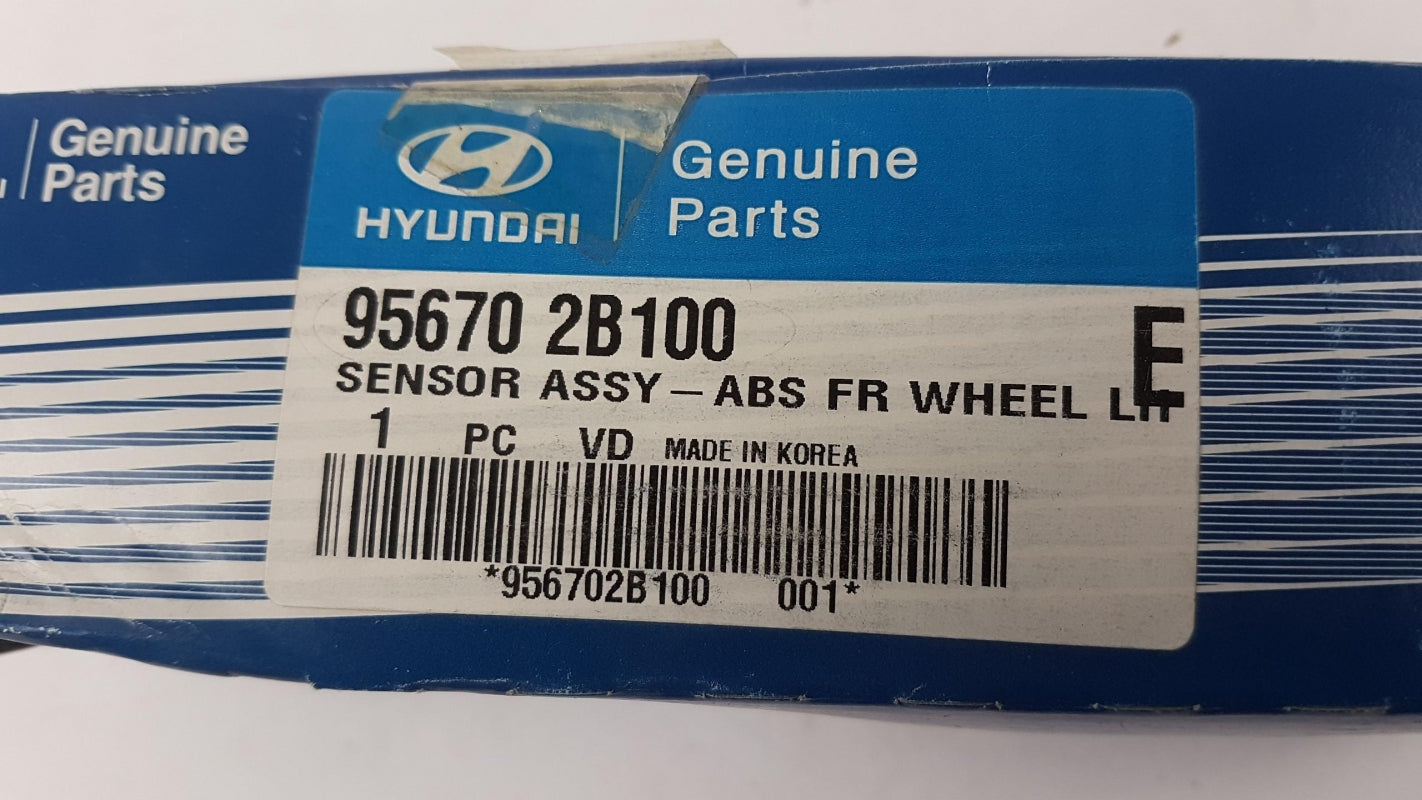 Genuine
Parts
HYUNDAI
Genuine
Parts
95670 2B100
E
SENSOR ASSY-ABS FR WHEEL LH
1 PC VD MADE IN KOREA
*956702B100 001*